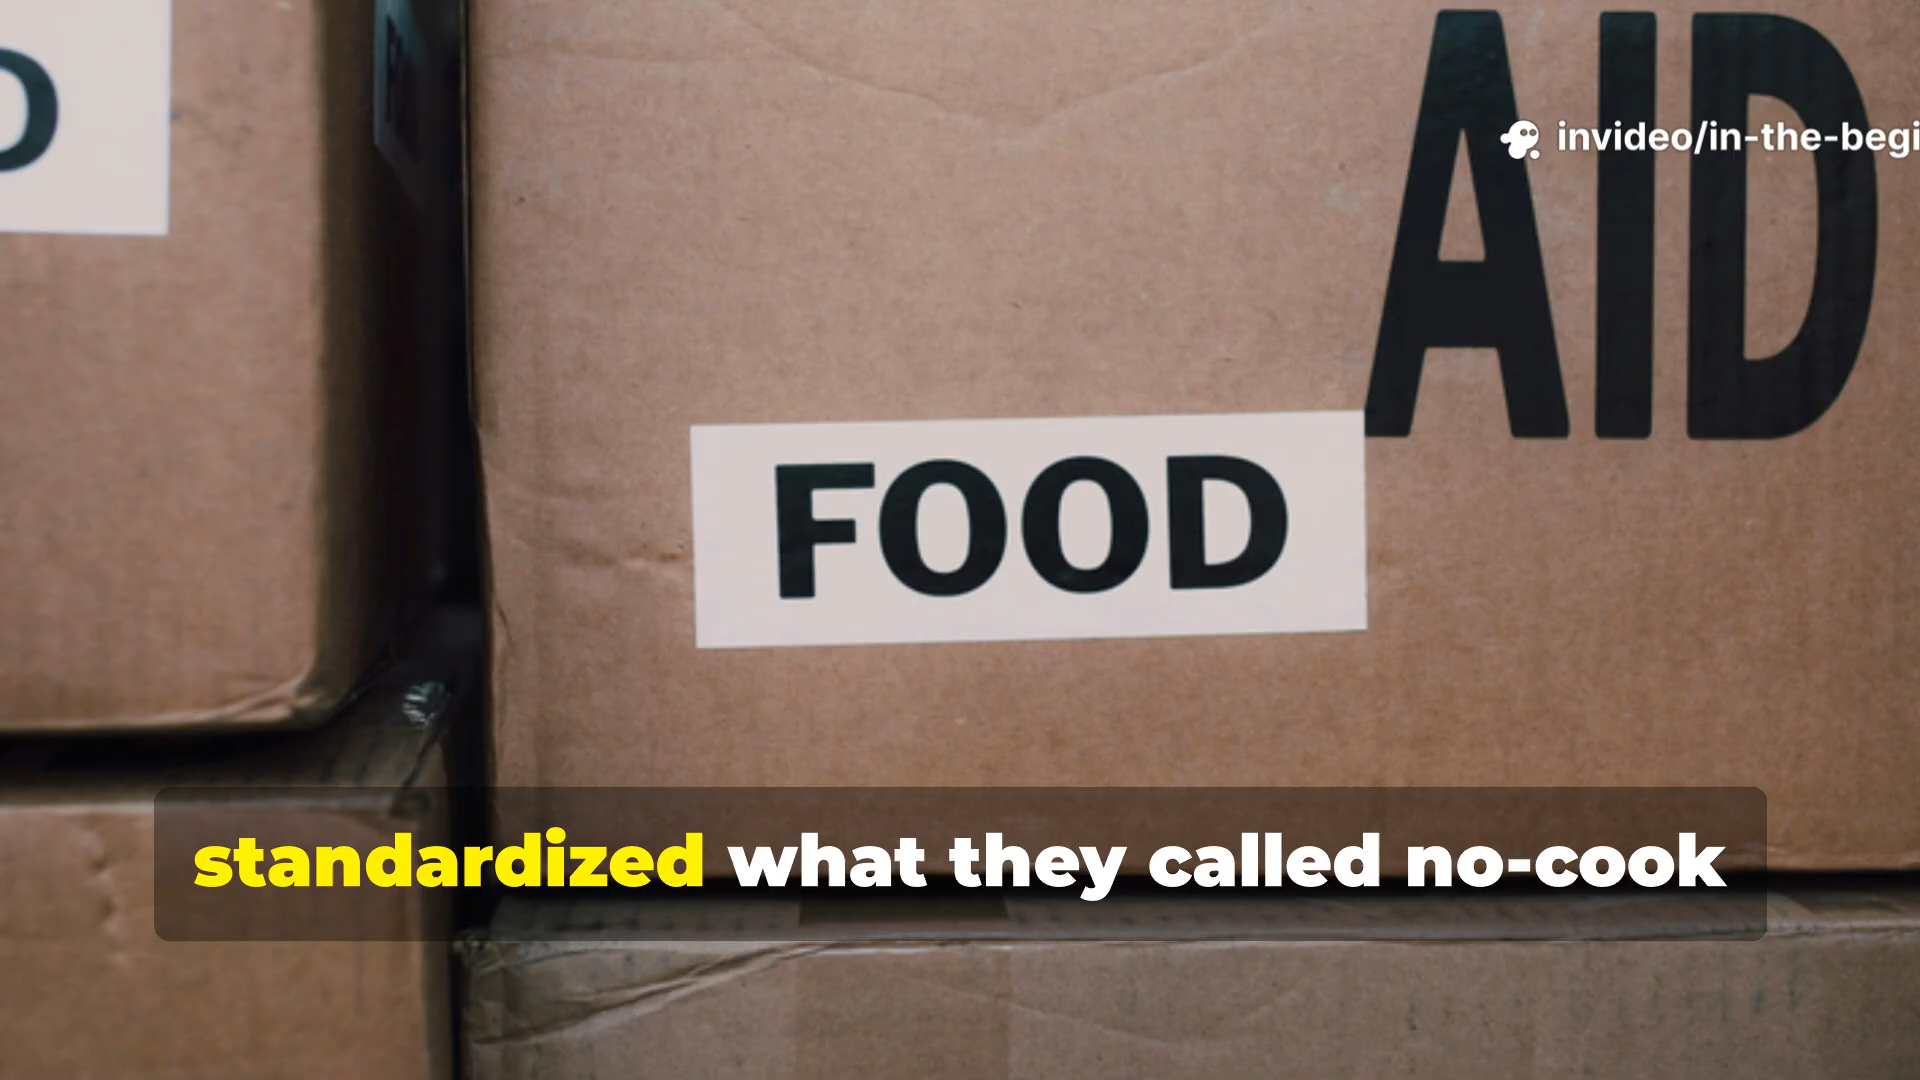 AID
invideo/in-the-begi
FOOD
standardized what they called no-cook